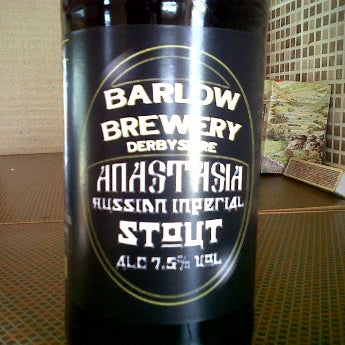 BARLOW
BREWERY
DERBYSHIRE
ANASTASIA
RUSSIAN IMPERIAL
STOUT
ALC 7.5% VOL